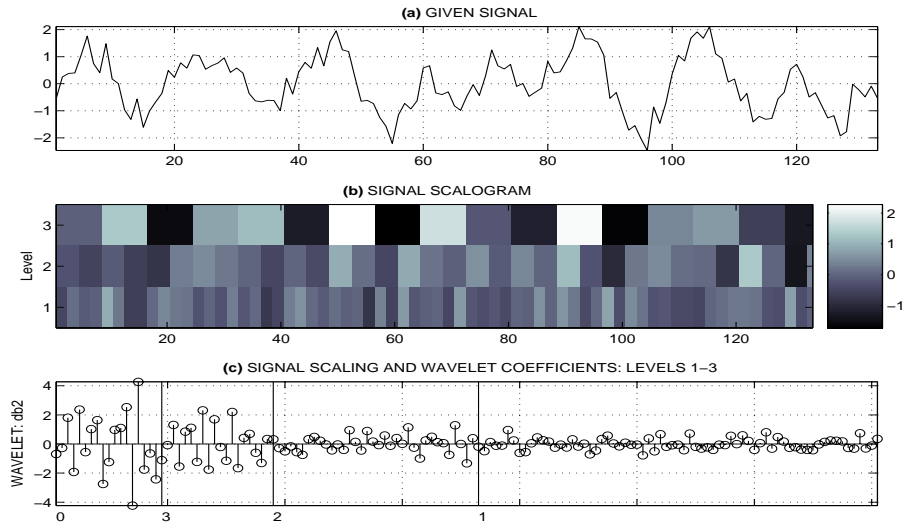 (a) GIVEN SIGNAL
2
1
0
−1
−2
20 40 60 80 100 120
(b) SIGNAL SCALOGRAM
Level
3
2
1
20 40 60 80 100 120
2
1
0
−1
(c) SIGNAL SCALING AND WAVELET COEFFICIENTS: LEVELS 1−3
WAVELET: db2
4
2
0
−2
−4
0 3 2 1